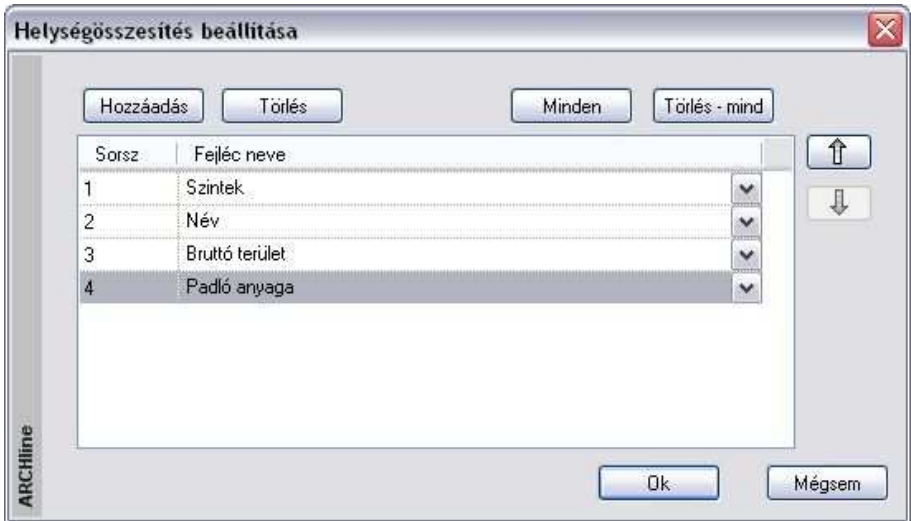 Helységösszesítés beállítása
Hozzáadás Törlés Minden Törlés - mind
Sorsz Fejléc neve
1 Szintek
2 Név
3 Bruttó terület
4 Padló anyaga
ARCHline
Ok Mégsem